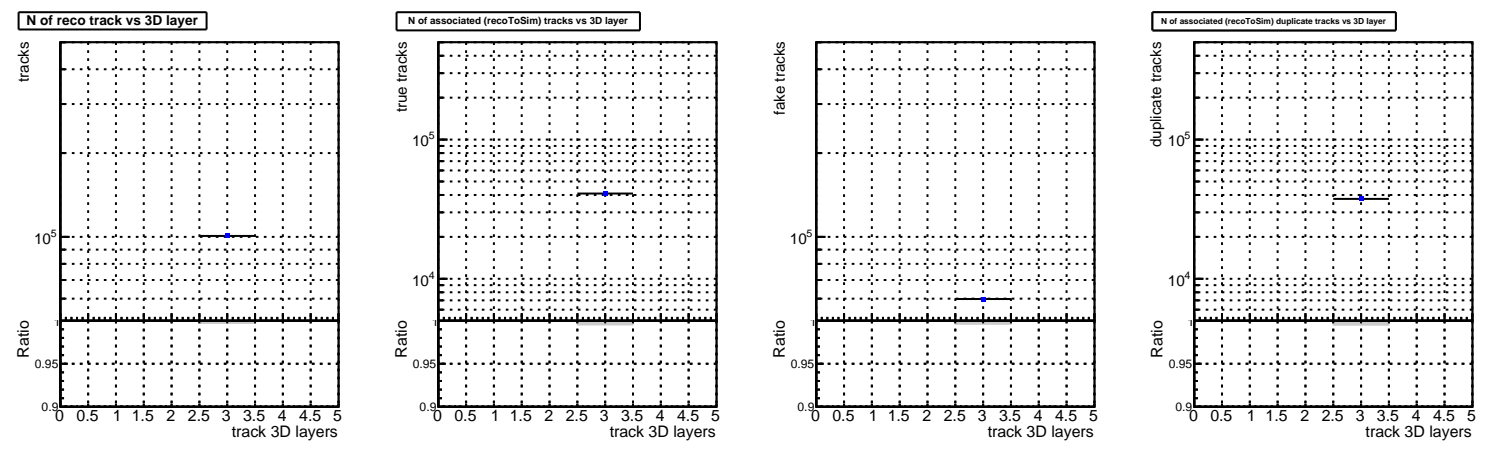 N of reco track vs 3D layer
tracks
10^5
Ratio
1
0.95
0.9
0 0.5 1 1.5 2 2.5 3 3.5 4 4.5 5
track 3D layers
N of associated (recoToSim) tracks vs 3D layer
true tracks
10^5
10^4
Ratio
1
0.95
0.9
0 0.5 1 1.5 2 2.5 3 3.5 4 4.5 5
track 3D layers
fake tracks
10^5
Ratio
1
0.95
0.9
0 0.5 1 1.5 2 2.5 3 3.5 4 4.5 5
track 3D layers
N of associated (recoToSim) duplicate tracks vs 3D layer
duplicate tracks
10^5
10^4
Ratio
1
0.95
0.9
0 0.5 1 1.5 2 2.5 3 3.5 4 4.5 5
track 3D layers